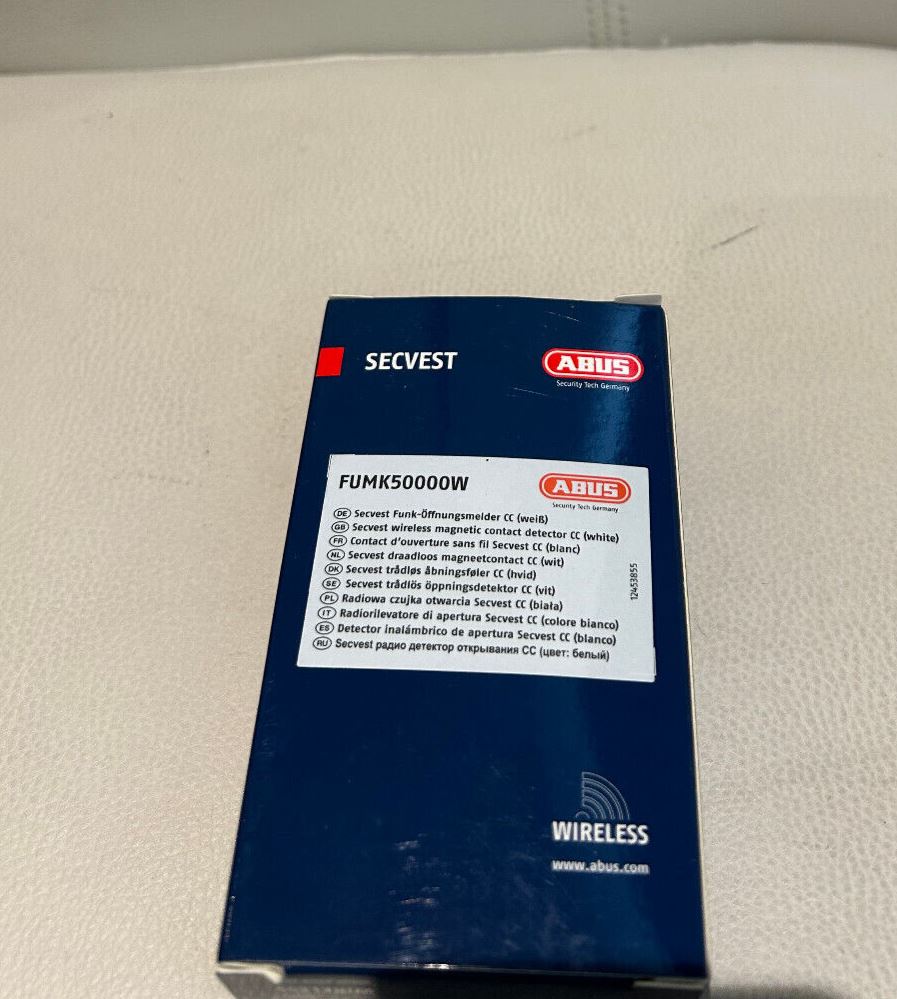 SECVEST
ABUS
Security Tech Germany
FUMK50000W
ABUS
Security Tech Germany
DE Secvest Funk-Öffnungsmelder CC (weiß)
GB Secvest wireless magnetic contact detector CC (white)
FR Contact d'ouverture sans fil Secvest CC (blanc)
NL Secvest draadloos magneetcontact CC (wit)
DK Secvest trådløs åbningsføler CC (hvid)
SE Secvest trådlös öppningsdetektor CC (vit)
PL Radiowa czujka otwarcia Secvest CC (biała)
IT Radiorilevatore di apertura Secvest CC (colore bianco)
ES Detector inalámbrico de apertura Secvest CC (blanco)
RU Secvest радио детектор открывания CC (цвет: белый)
12453855
WIRELESS
www.abus.com